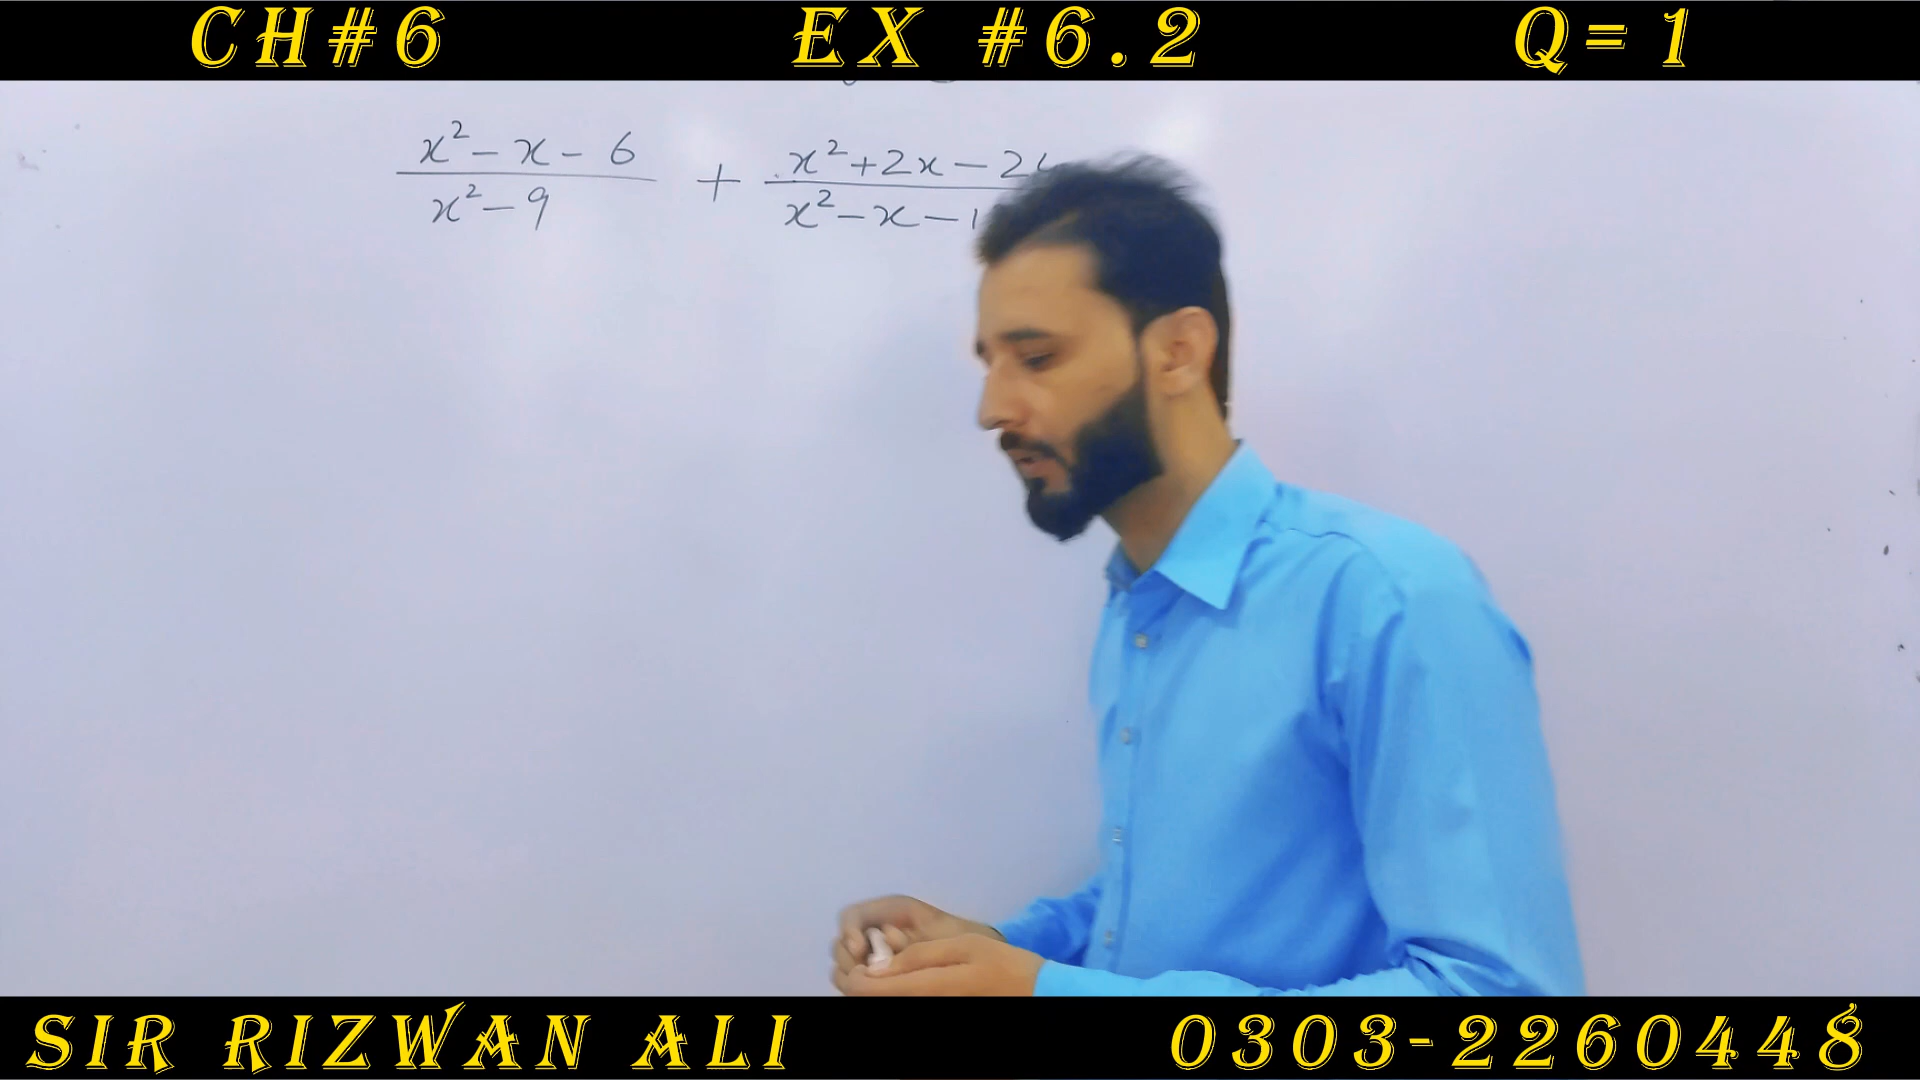 CH#6 EX #6.2 Q=1
x² - x - 6 + x² + 2x - 2
x² - 9 x² - x - 1
SIR RIZWAN ALI 0303-2260448